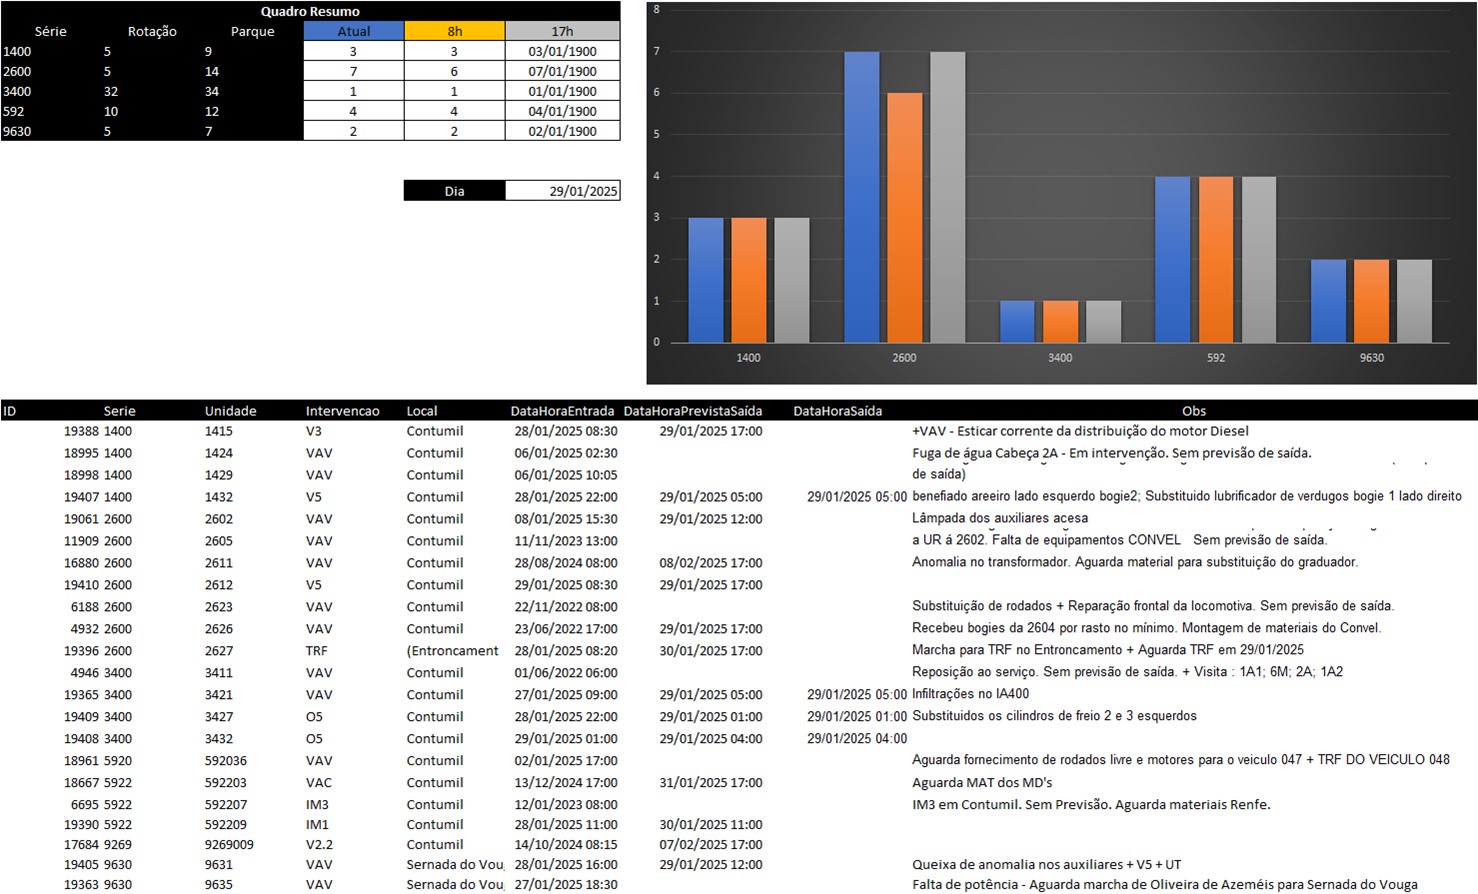 Quadro Resumo
Série Rotação Parque Atual 8h 17h
1400 5 9 3 3 03/01/1900
2600 5 14 7 6 07/01/1900
3400 32 34 1 1 01/01/1900
592 10 12 4 4 04/01/1900
9630 5 7 2 2 02/01/1900
Dia 29/01/2025
8
7
6
5
4
3
2
1
0
1400 2600 3400 592 9630
ID Serie Unidade Intervencao Local DataHoraEntrada DataHoraPrevistaSaída DataHoraSaída Obs
19388 1400 1415 V3 Contumil 28/01/2025 08:30 29/01/2025 17:00 +VAV - Esticar corrente da distribuição do motor Diesel
18995 1400 1424 VAV Contumil 06/01/2025 02:30 Fuga de água Cabeça 2A - Em intervenção. Sem previsão de saída.
18998 1400 1429 VAV Contumil 06/01/2025 10:05 de saída)
19407 1400 1432 V5 Contumil 28/01/2025 22:00 29/01/2025 05:00 29/01/2025 05:00 benefiado areeiro lado esquerdo bogie2; Substituido lubrificador de verdugos bogie 1 lado direito
19061 2600 2602 VAV Contumil 08/01/2025 15:30 29/01/2025 12:00 Lâmpada dos auxiliares acesa
11909 2600 2605 VAV Contumil 11/11/2023 13:00 a UR á 2602. Falta de equipamentos CONVEL Sem previsão de saída.
16880 2600 2611 VAV Contumil 28/08/2024 08:00 08/02/2025 17:00 Anomalia no transformador. Aguarda material para substituição do graduador.
19410 2600 2612 V5 Contumil 29/01/2025 08:30 29/01/2025 17:00
6188 2600 2623 VAV Contumil 22/11/2022 08:00 Substituição de rodados + Reparação frontal da locomotiva. Sem previsão de saída.
4932 2600 2626 VAV Contumil 23/06/2022 17:00 29/01/2025 17:00 Recebeu bogies da 2604 por rasto no mínimo. Montagem de materiais do Convel.
19396 2600 2627 TRF (Entroncament 28/01/2025 08:20 30/01/2025 17:00 Marcha para TRF no Entroncamento + Aguarda TRF em 29/01/2025
4946 3400 3411 VAV Contumil 01/06/2022 06:00 Reposição ao serviço. Sem previsão de saída. + Visita : 1A1; 6M; 2A; 1A2
19365 3400 3421 VAV Contumil 27/01/2025 09:00 29/01/2025 05:00 29/01/2025 05:00 Infiltrações no IA400
19409 3400 3427 O5 Contumil 28/01/2025 22:00 29/01/2025 01:00 29/01/2025 01:00 Substituidos os cilindros de freio 2 e 3 esquerdos
19408 3400 3432 O5 Contumil 29/01/2025 01:00 29/01/2025 04:00 29/01/2025 04:00
18961 5920 592036 VAV Contumil 02/01/2025 17:00 Aguarda fornecimento de rodados livre e motores para o veiculo 047 + TRF DO VEICULO 048
18667 5922 592203 VAC Contumil 13/12/2024 17:00 31/01/2025 17:00 Aguarda MAT dos MD's
6695 5922 592207 IM3 Contumil 12/01/2023 08:00 IM3 em Contumil. Sem Previsão. Aguarda materiais Renfe.
19390 5922 592209 IM1 Contumil 28/01/2025 11:00 30/01/2025 11:00
17684 9269 9269009 V2.2 Contumil 14/10/2024 08:15 07/02/2025 17:00
19405 9630 9631 VAV Sernada do Vou 28/01/2025 16:00 29/01/2025 12:00 Queixa de anomalia nos auxiliares + V5 + UT
19363 9630 9635 VAV Sernada do Vou 27/01/2025 18:30 Falta de potência - Aguarda marcha de Oliveira de Azeméis para Sernada do Vouga